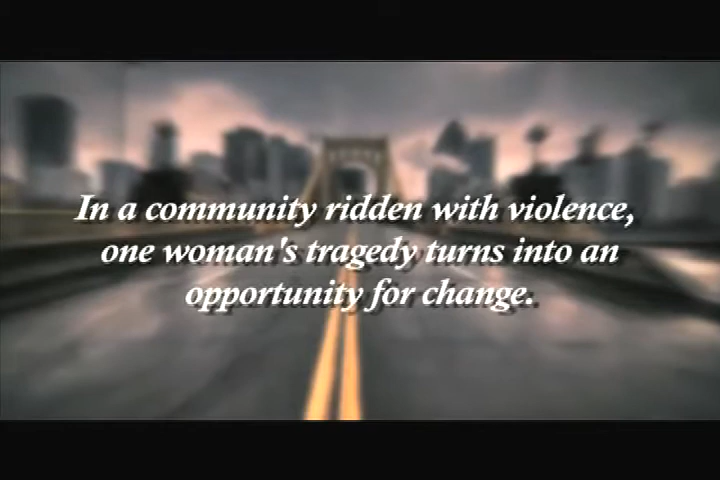 In a community ridden with violence,
one woman's tragedy turns into an
opportunity for change.